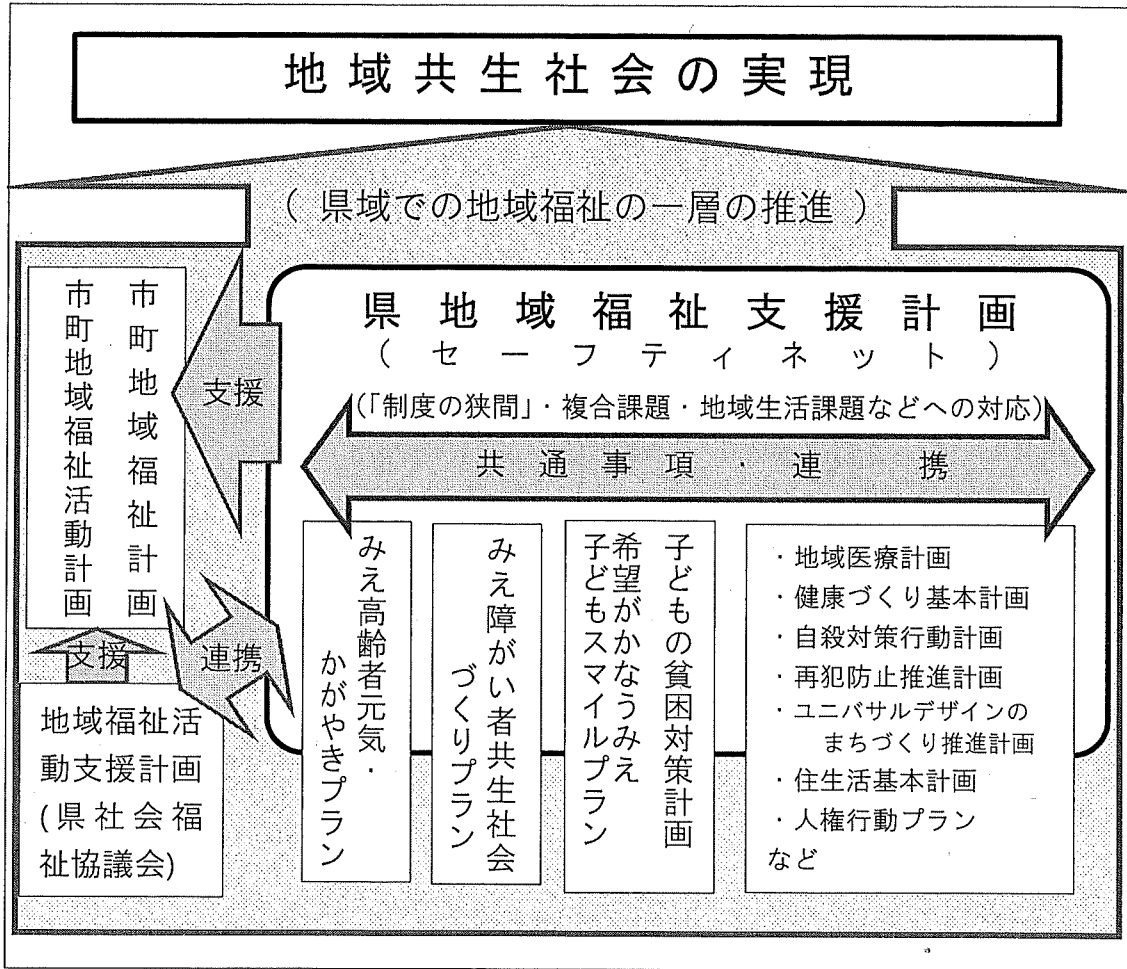 地域共生社会の実現
（県域での地域福祉の一層の推進）
市町地域福祉計画
市町地域福祉活動計画
支援
県地域福祉支援計画
（セーフティネット）
(「制度の狭間」・複合課題・地域生活課題などへの対応)
共通事項・連携
みえ高齢者元気・
かがやきプラン
みえ障がい者共生社会
づくりプラン
子どもの貧困対策計画
希望がかなうみえ
子どもスマイルプラン
・地域医療計画
・健康づくり基本計画
・自殺対策行動計画
・再犯防止推進計画
・ユニバサルデザインの
まちづくり推進計画
・住生活基本計画
・人権行動プラン
など
支援
連携
地域福祉活
動支援計画
(県社会福
祉協議会)